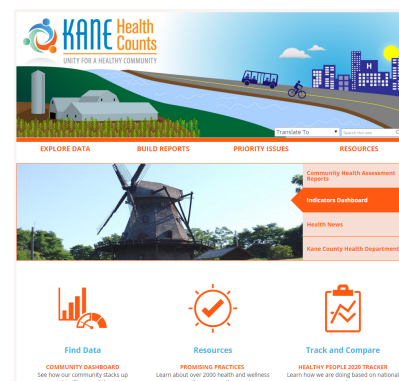 KANE Health
Counts
UNITY FOR A HEALTHY COMMUNITY
H
Translate To
Search this site
EXPLORE DATA BUILD REPORTS PRIORITY ISSUES RESOURCES
Community Health Assessment
Reports
Indicators Dashboard
Health News
Kane County Health Department
Find Data Resources Track and Compare
COMMUNITY DASHBOARD PROMISING PRACTICES HEALTHY PEOPLE 2020 TRACKER
See how our community stacks up Learn about over 2000 health and wellness Learn how we are doing based on national